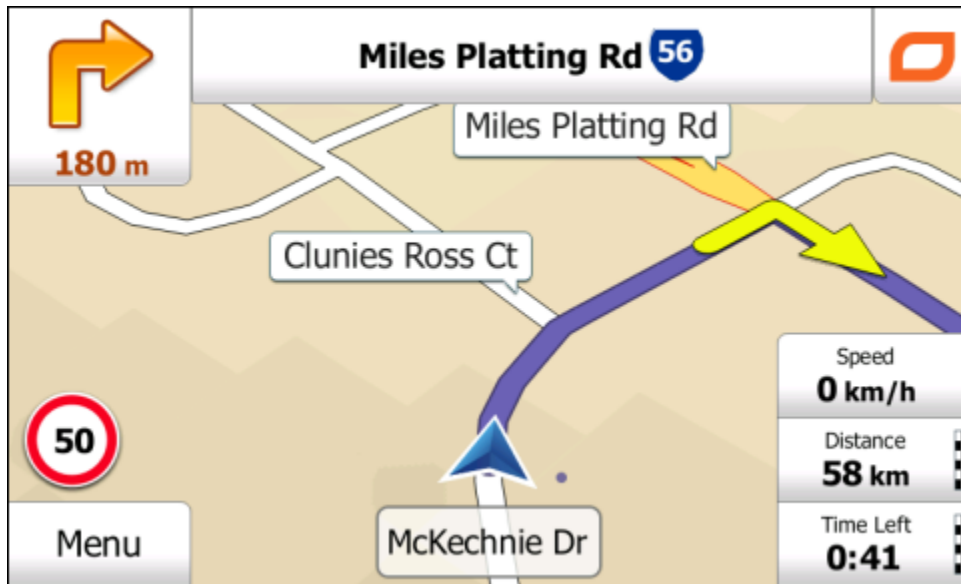 Miles Platting Rd 56
180 m
Miles Platting Rd
Clunies Ross Ct
50
Speed
0 km/h
Distance
58 km
Time Left
0:41
Menu
McKechnie Dr